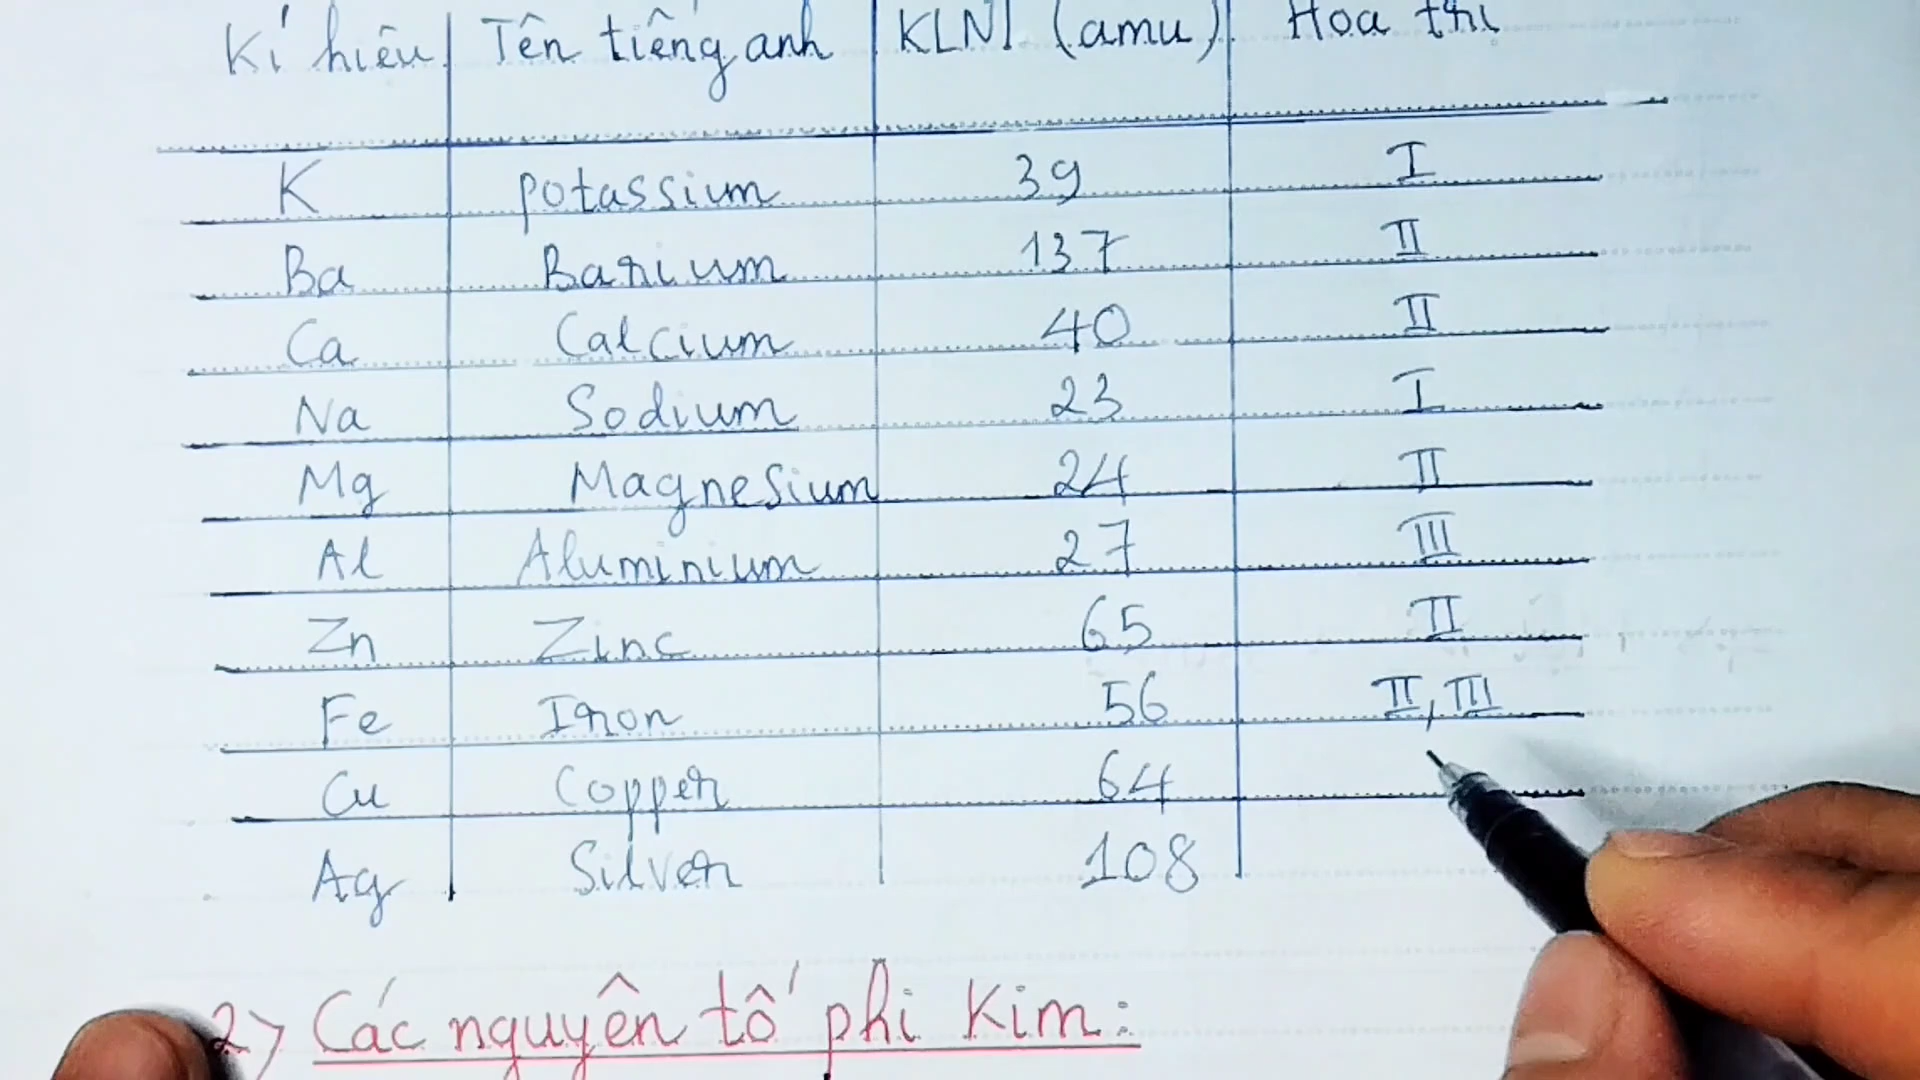 Kí hiệu Tên tiếng anh KLNT (amu) Hóa trị
K potassium 39 I
Ba Barium 137 II
Ca Calcium 40 II
Na Sodium 23 I
Mg Magnesium 24 II
Al Aluminium 27 III
Zn Zinc 65 II
Fe Iron 56 II, III
Cu Copper 64
Ag Silver 108
2> Các nguyên tố phi Kim: